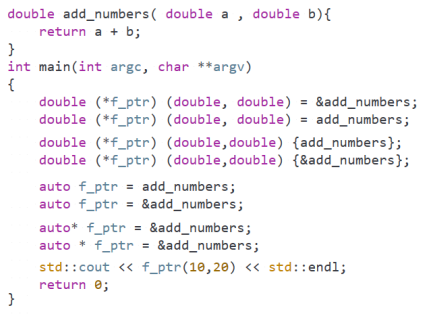 double add_numbers( double a , double b){
    return a + b;
}
int main(int argc, char **argv)
{
    double (*f_ptr) (double, double) = &add_numbers;
    double (*f_ptr) (double, double) = add_numbers;
    double (*f_ptr) (double,double) {add_numbers};
    double (*f_ptr) (double,double) {&add_numbers};
    auto f_ptr = add_numbers;
    auto f_ptr = &add_numbers;
    auto* f_ptr = &add_numbers;
    auto * f_ptr = &add_numbers;
    std::cout << f_ptr(10,20) << std::endl;
    return 0;
}